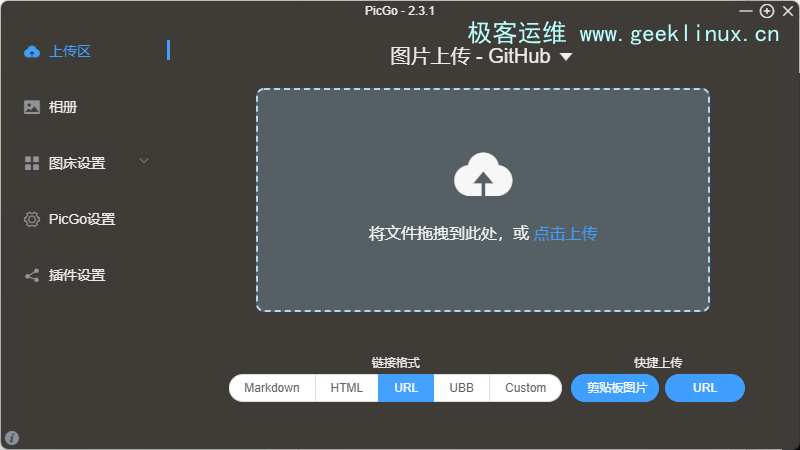 PicGo - 2.3.1
极客运维 www.geeklinux.cn
图片上传 - GitHub
上传区
相册
图床设置
PicGo设置
插件设置
将文件拖拽到此处，或 点击上传
链接格式
Markdown HTML URL UBB Custom
快捷上传
剪贴板图片 URL